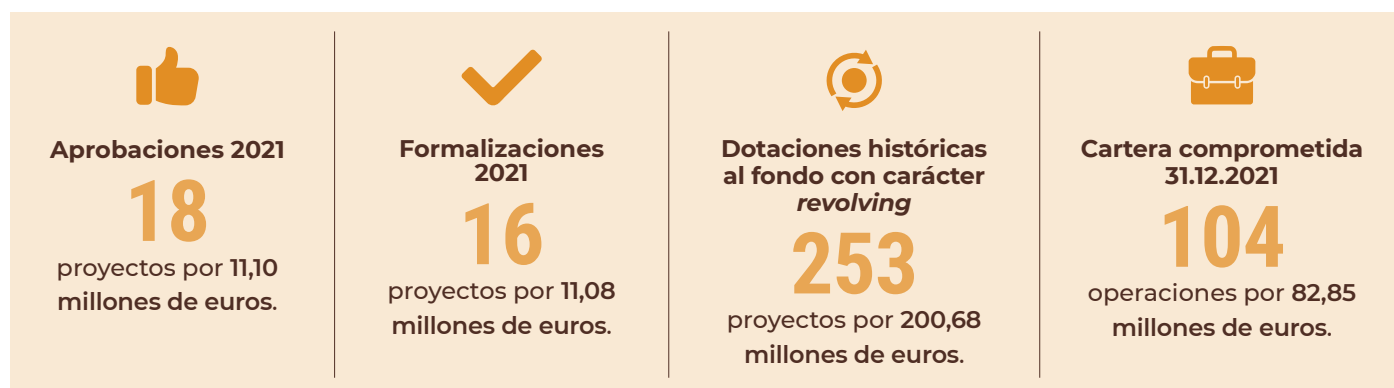 Aprobaciones 2021
18
proyectos por 11,10
millones de euros.
Formalizaciones
2021
16
proyectos por 11,08
millones de euros.
Dotaciones históricas
al fondo con carácter
revolving
253
proyectos por 200,68
millones de euros.
Cartera comprometida
31.12.2021
104
operaciones por 82,85
millones de euros.